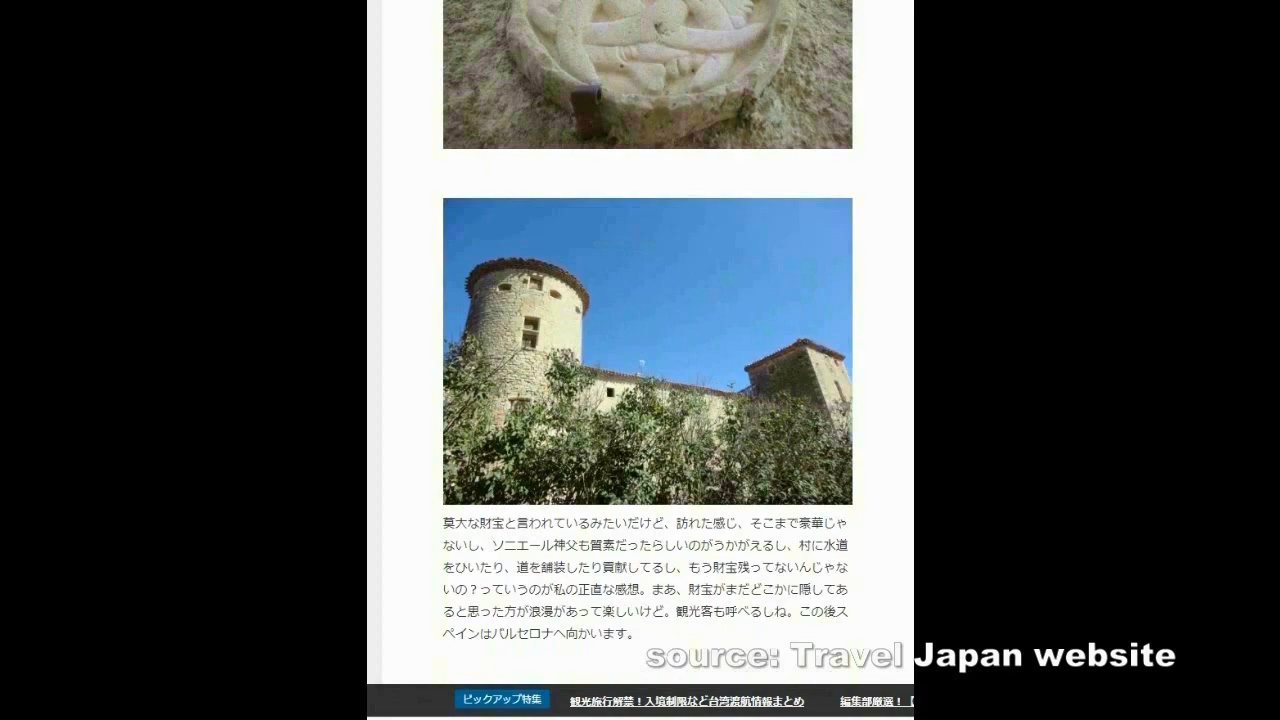 莫大な財宝と言われているみたいだけど、訪れた感じ、そこまで豪華じゃ
ないし、ソニエール神父も質素だったらしいのがうかがえるし、村に水道
をひいたり、道を舗装したり貢献してるし、もう財宝残ってないんじゃな
いの？っていうのが私の正直な感想。まあ、財宝がまだどこかに隠してあ
ると思った方が浪漫があって楽しいけど。観光客も呼べるしね。この後ス
ペインはバルセロナへ向かいます。
source: Travel Japan website
ピックアップ特集 観光旅行解禁！入境制限など台湾渡航情報まとめ 編集部厳選！【